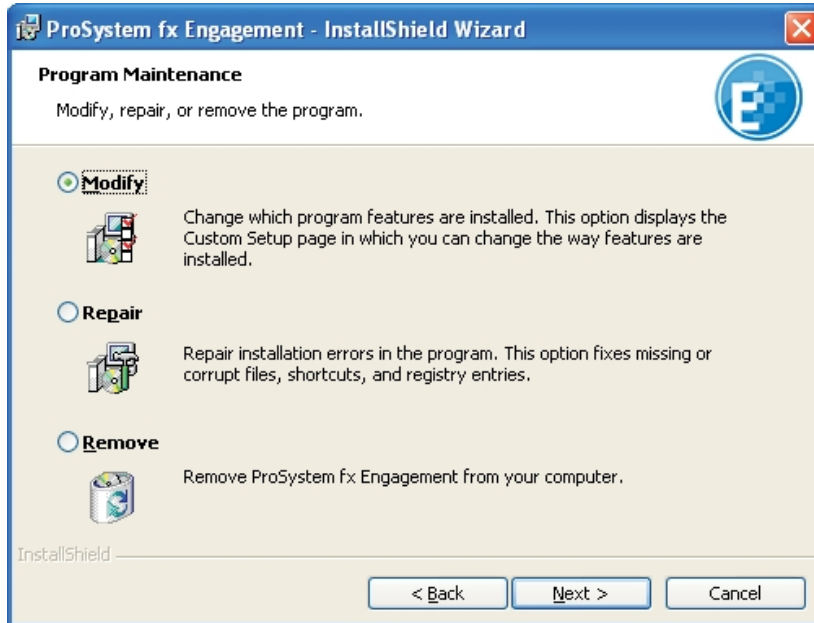 ProSystem fx Engagement - InstallShield Wizard
Program Maintenance
Modify, repair, or remove the program.
E
Modify
Change which program features are installed. This option displays the
Custom Setup page in which you can change the way features are
installed.
Repair
Repair installation errors in the program. This option fixes missing or
corrupt files, shortcuts, and registry entries.
Remove
Remove ProSystem fx Engagement from your computer.
InstallShield
< Back
Next >
Cancel